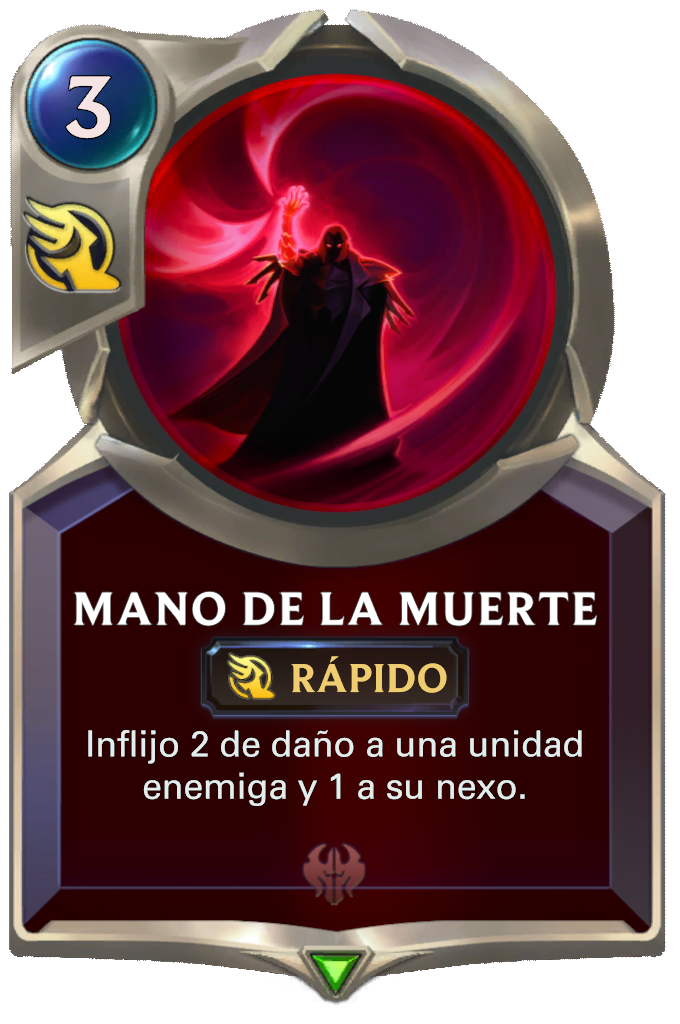 3
MANO DE LA MUERTE
RÁPIDO
Inflijo 2 de daño a una unidad
enemiga y 1 a su nexo.